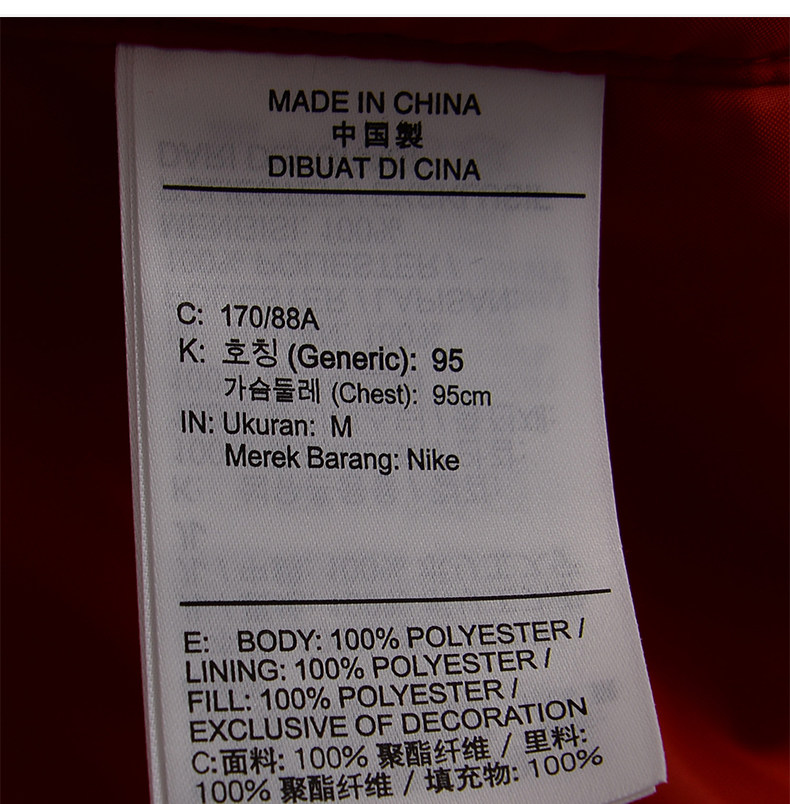 MADE IN CHINA
中国製
DIBUAT DI CINA
C: 170/88A
K: 호칭 (Generic): 95
가슴둘레 (Chest): 95cm
IN: Ukuran: M
Merek Barang: Nike
E: BODY: 100% POLYESTER /
LINING: 100% POLYESTER /
FILL: 100% POLYESTER /
EXCLUSIVE OF DECORATION
C:面料: 100% 聚酯纤维 / 里料:
100% 聚酯纤维 / 填充物: 100%